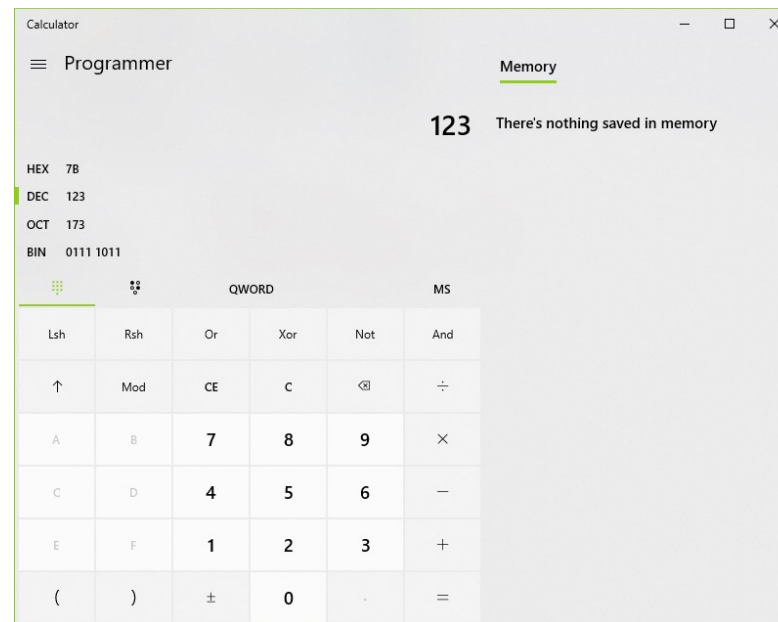 Calculator
Programmer
Memory
123
There's nothing saved in memory
HEX 7B
DEC 123
OCT 173
BIN 0111 1011
QWORD MS
Lsh Rsh Or Xor Not And
↑ Mod CE C ⌫ ÷
A B 7 8 9 ×
C D 4 5 6 −
E F 1 2 3 +
( ) ± 0 . =